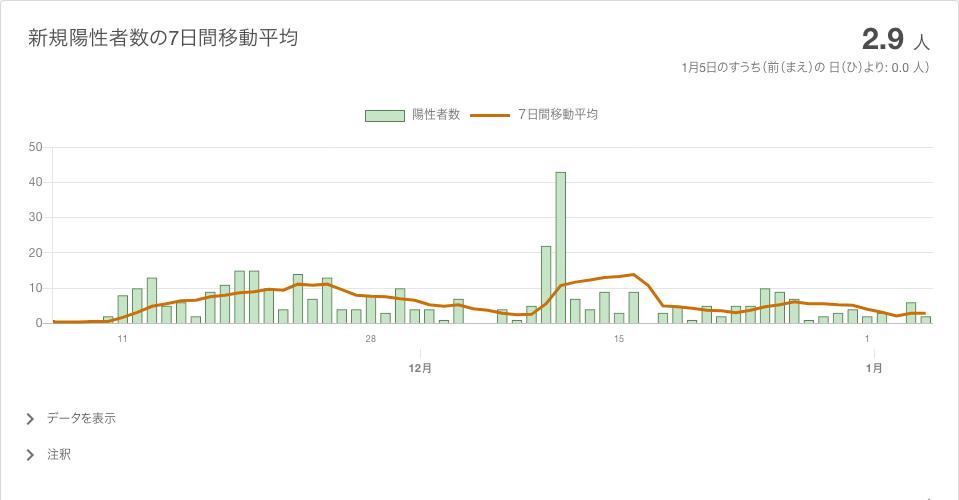 新規陽性者数の7日間移動平均
2.9 人
1月5日のすうち（前（まえ）の 日（ひ）より: 0.0 人）
陽性者数 7日間移動平均
50
40
30
20
10
0
11 28 15 1
12月 1月
データを表示
注釈